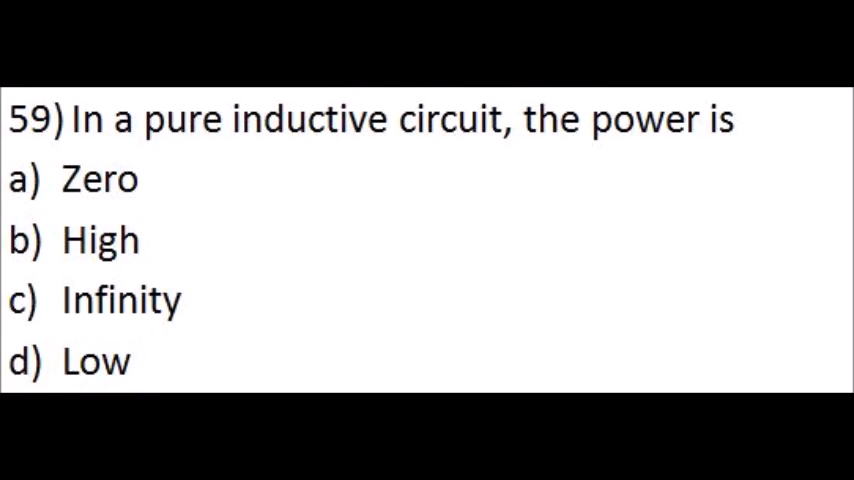 59) In a pure inductive circuit, the power is
a) Zero
b) High
c) Infinity
d) Low